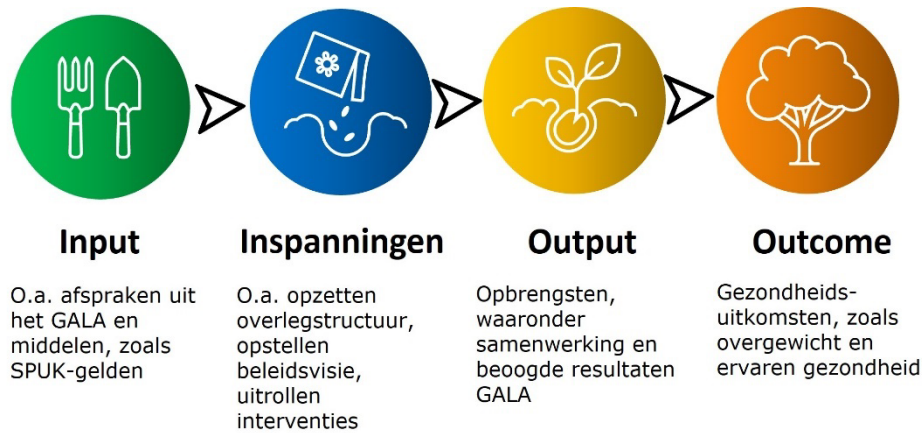 Input
O.a. afspraken uit
het GALA en
middelen, zoals
SPUK-gelden
Inspanningen
O.a. opzetten
overlegstructuur,
opstellen
beleidsvisie,
uitrollen
interventies
Output
Opbrengsten,
waaronder
samenwerking en
beoogde resultaten
GALA
Outcome
Gezondheids-
uitkomsten, zoals
overgewicht en
ervaren gezondheid